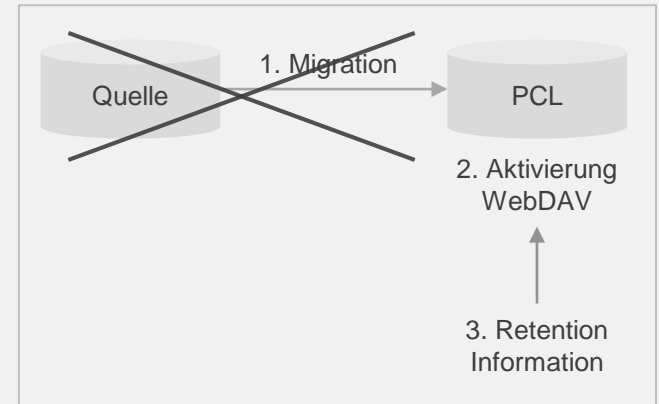 1. Migration
Quelle
PCL
2. Aktivierung
WebDAV
3. Retention
Information